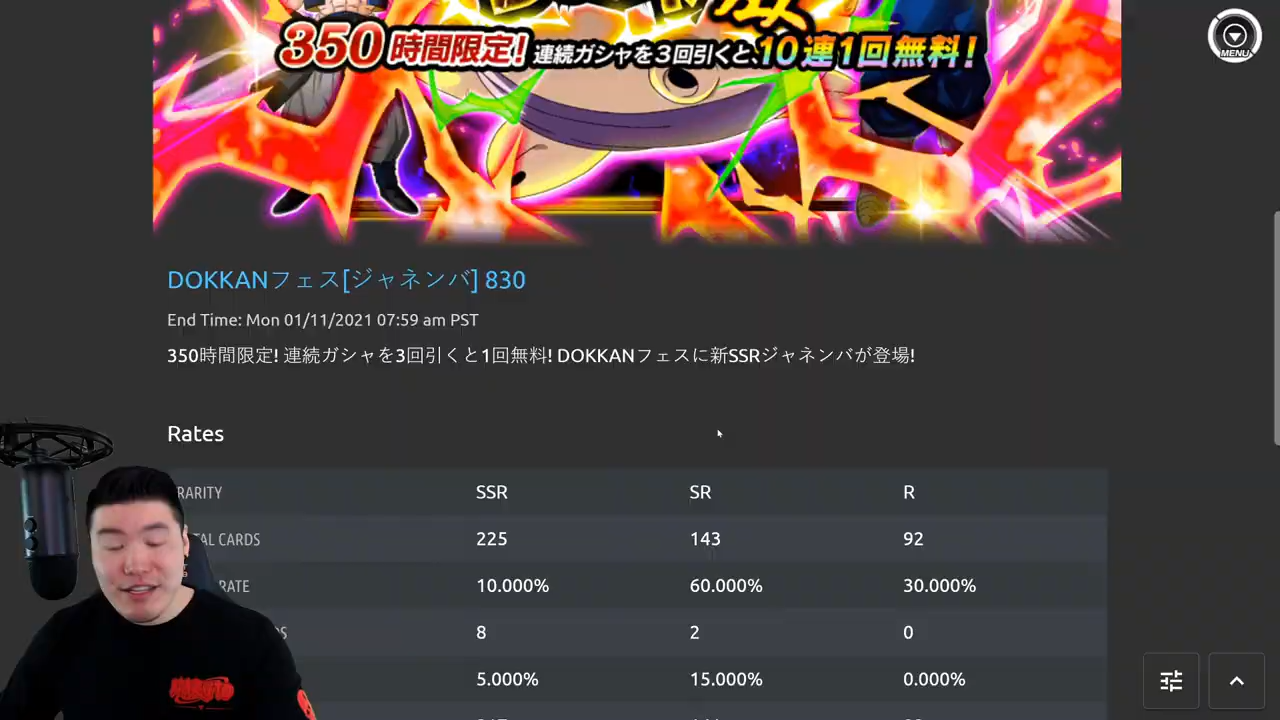 350時間限定!連続ガシャを3回引くと、10連1回無料!
MENU
DOKKANフェス[ジャネンバ] 830
End Time: Mon 01/11/2021 07:59 am PST
350時間限定! 連続ガシャを3回引くと1回無料! DOKKANフェスに新SSRジャネンバが登場!
Rates
RARITY SSR SR R
TAL CARDS 225 143 92
RATE 10.000% 60.000% 30.000%
8 2 0
5.000% 15.000% 0.000%